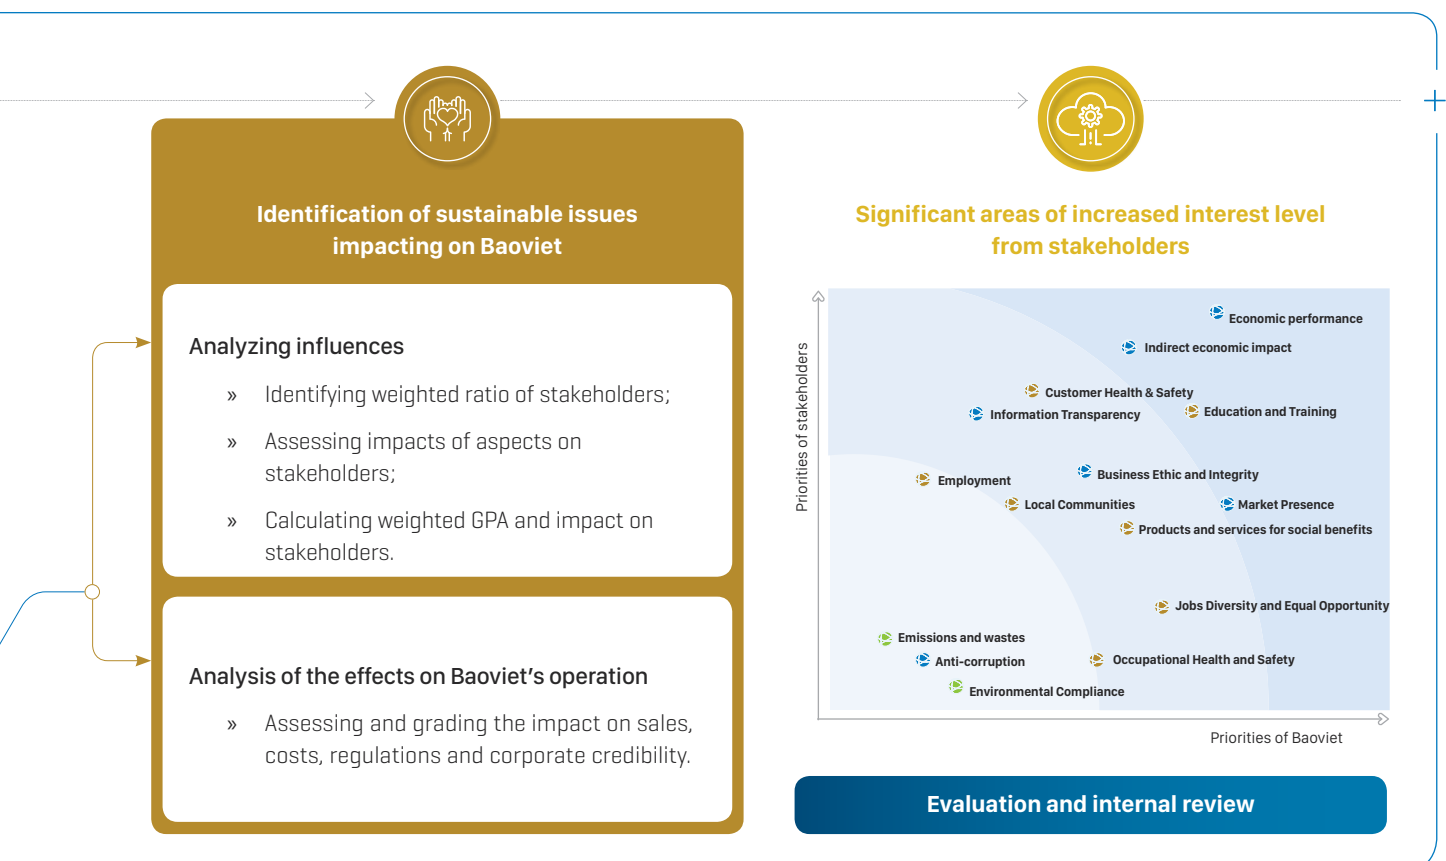 Identification of sustainable issues
impacting on Baoviet
Analyzing influences
» Identifying weighted ratio of stakeholders;
» Assessing impacts of aspects on
stakeholders;
» Calculating weighted GPA and impact on
stakeholders.
Analysis of the effects on Baoviet's operation
» Assessing and grading the impact on sales,
costs, regulations and corporate credibility.
Significant areas of increased interest level
from stakeholders
Priorities of stakeholders
Economic performance
Indirect economic impact
Customer Health & Safety
Information Transparency
Education and Training
Business Ethic and Integrity
Employment
Local Communities
Market Presence
Products and services for social benefits
Jobs Diversity and Equal Opportunity
Emissions and wastes
Anti-corruption
Occupational Health and Safety
Environmental Compliance
Priorities of Baoviet
Evaluation and internal review